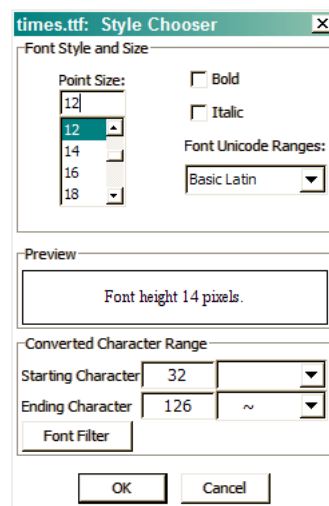 times.ttf: Style Chooser
Font Style and Size
Point Size:
12
12
14
16
18
Bold
Italic
Font Unicode Ranges:
Basic Latin
Preview
Font height 14 pixels.
Converted Character Range
Starting Character 32
Ending Character 126 ~
Font Filter
OK Cancel